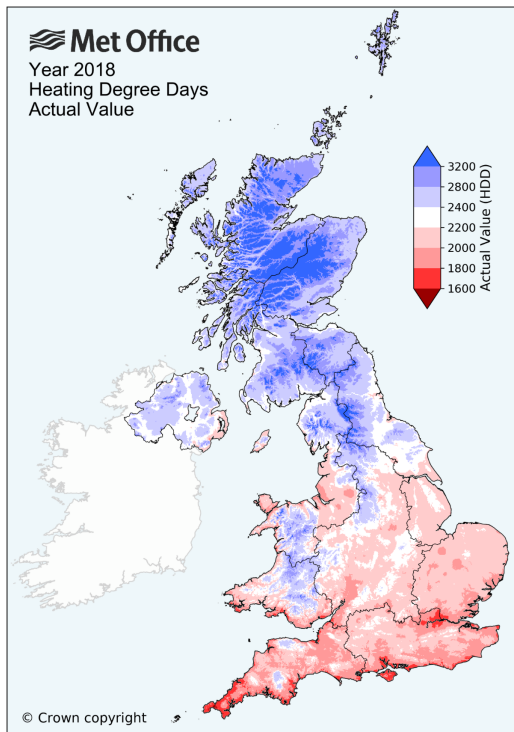 Met Office
Year 2018
Heating Degree Days
Actual Value
3200
2800
2400
2200
2000
1800
1600
Actual Value (HDD)
© Crown copyright